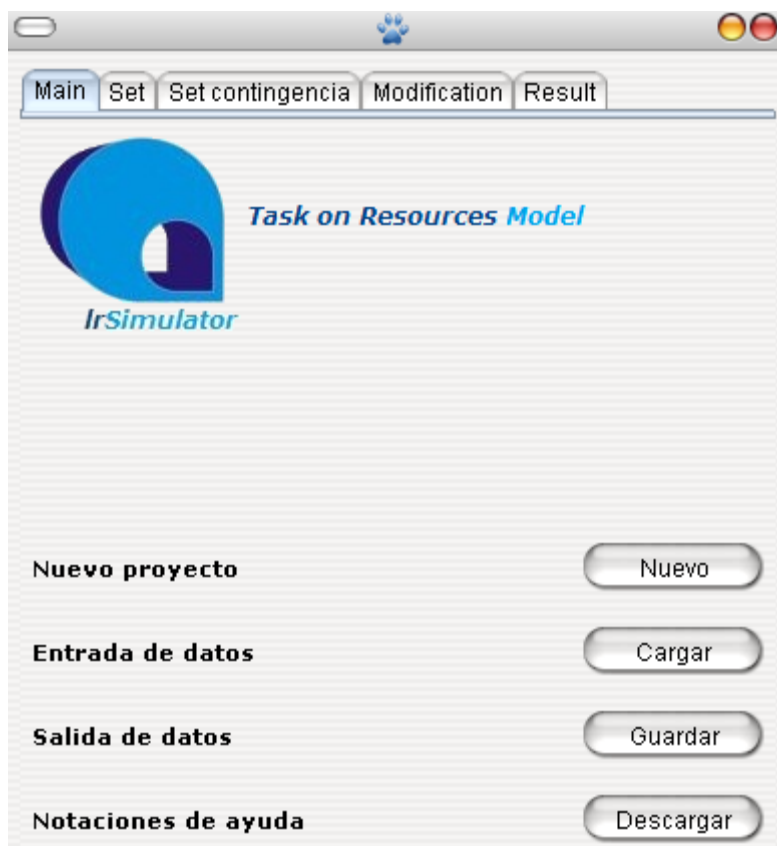 Main Set Set contingencia Modification Result
Task on Resources Model
IrSimulator
Nuevo proyecto Nuevo
Entrada de datos Cargar
Salida de datos Guardar
Notaciones de ayuda Descargar